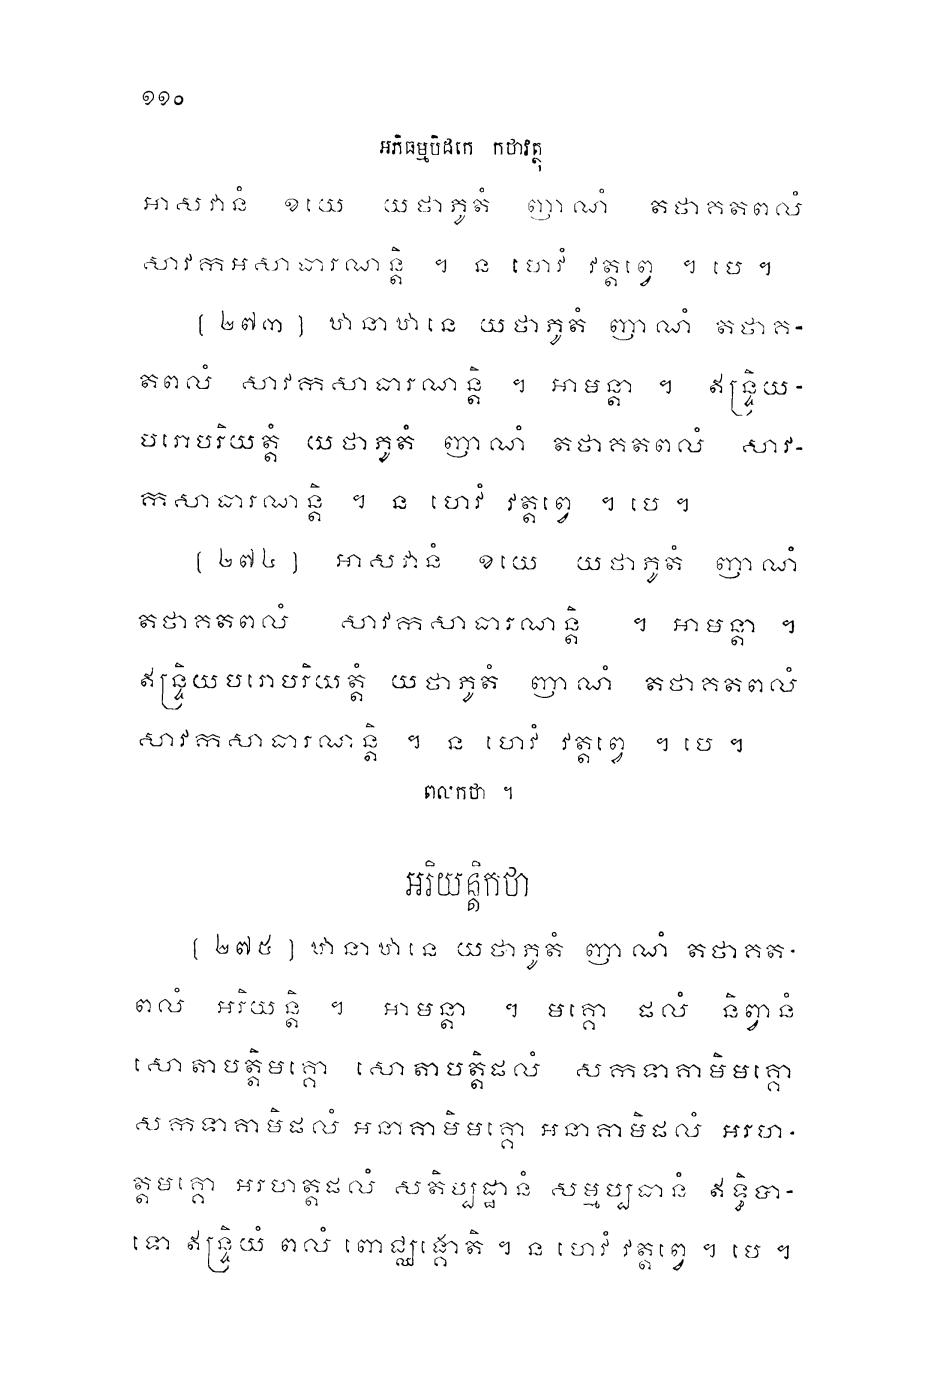 ១១០
អភិធម្មបិដកេ កថាវត្ថុ
អាសវានំ ខយេ យថាភូតំ ញាណំ តថាគតពលំ
សាវកអសាធារណន្តិ ។ ន ហេវំ វត្តព្វេ ។ បេ ។
[ ២៧៣ ] ឋានាឋានេ យថាភូតំ ញាណំ តថាគ-
តពលំ សាវកសាធារណន្តិ ។ អាមន្តា ។ ឥន្ទ្រិយ-
បរោបរិយត្តំ យថាភូតំ ញាណំ តថាគតពលំ សាវ-
កសាធារណន្តិ ។ ន ហេវំ វត្តព្វេ ។ បេ ។
[ ២៧៤ ] អាសវានំ ខយេ យថាភូតំ ញាណំ
តថាគតពលំ សាវកសាធារណន្តិ ។ អាមន្តា ។
ឥន្ទ្រិយបរោបរិយត្តំ យថាភូតំ ញាណំ តថាគតពលំ
សាវកសាធារណន្តិ ។ ន ហេវំ វត្តព្វេ ។ បេ ។
ពលកថា ។
អរិយន្តិកថា
[ ២៧៥ ] ឋានាឋានេ យថាភូតំ ញាណំ តថាគត-
ពលំ អរិយន្តិ ។ អាមន្តា ។ មគ្គោ ផលំ និព្វានំ
សោតាបត្តិមគ្គោ សោតាបត្តិផលំ សកទាគាមិមគ្គោ
សកទាគាមិផលំ អនាគាមិមគ្គោ អនាគាមិផលំ អរហ-
ត្តមគ្គោ អរហត្តផលំ សតិប្បដ្ឋានំ សម្មប្បធានំ ឥទ្ធិបា-
ទោ ឥន្ទ្រិយំ ពលំ ពោជ្ឈង្គោតិ ។ ន ហេវំ វត្តព្វេ ។ បេ ។